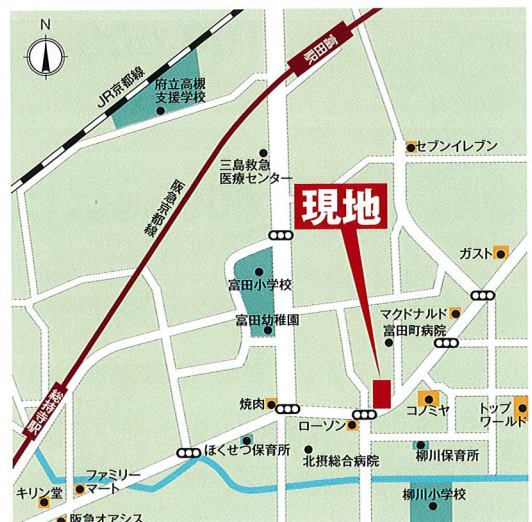 N
JR京都線
府立高槻
支援学校
富田駅
阪急京都線
三島救急
医療センター
セブンイレブン
現地
ガスト
富田小学校
マクドナルド
富田町病院
富田幼稚園
総持寺駅
焼肉
コノミヤ
トップ
ワールド
ローソン
ほくせつ保育所
北摂総合病院
柳川保育所
ファミリー
マート
キリン堂
柳川小学校
阪急オアシス